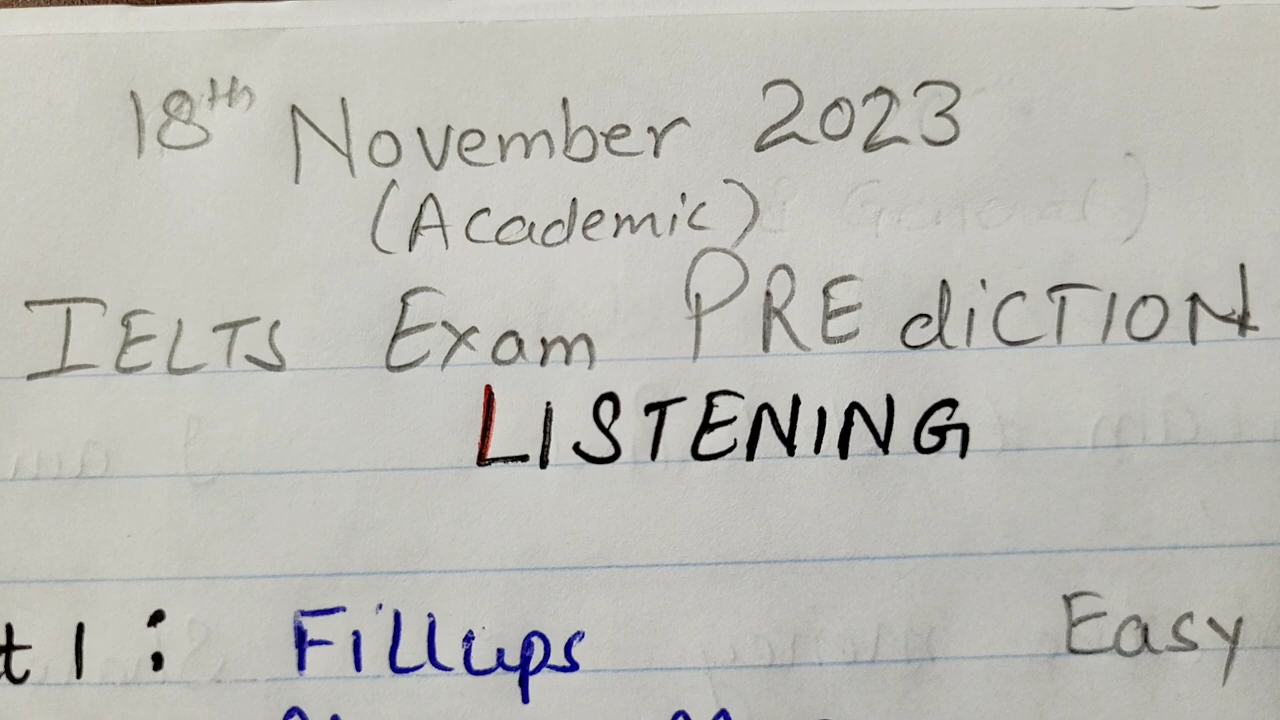 18th November 2023
(Academic)
IELTS Exam PREdiCTION
LISTENING
t 1 : Fillups Easy